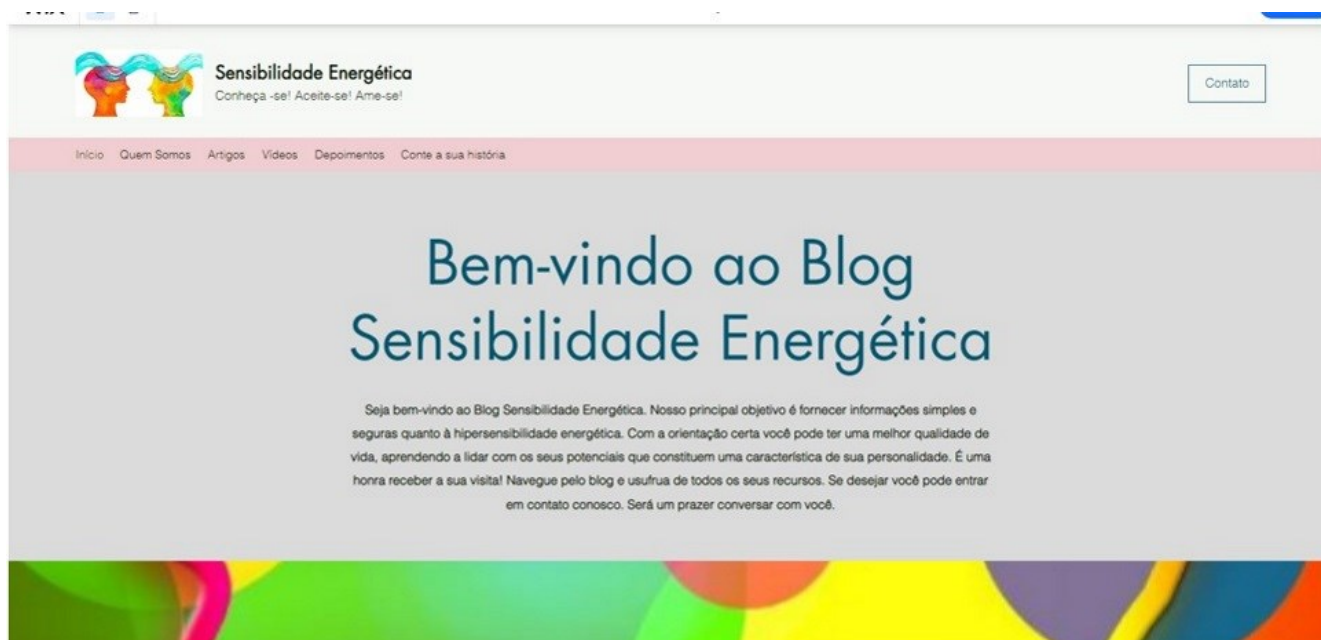 Sensibilidade Energética
Conheça -se! Aceite-se! Ame-se!
Contato
Início Quem Somos Artigos Vídeos Depoimentos Conte a sua história
Bem-vindo ao Blog
Sensibilidade Energética
Seja bem-vindo ao Blog Sensibilidade Energética. Nosso principal objetivo é fornecer informações simples e
seguras quanto à hipersensibilidade energética. Com a orientação certa você pode ter uma melhor qualidade de
vida, aprendendo a lidar com os seus potenciais que constituem uma característica de sua personalidade. É uma
honra receber a sua visita! Navegue pelo blog e usufrua de todos os seus recursos. Se desejar você pode entrar
em contato conosco. Será um prazer conversar com você.